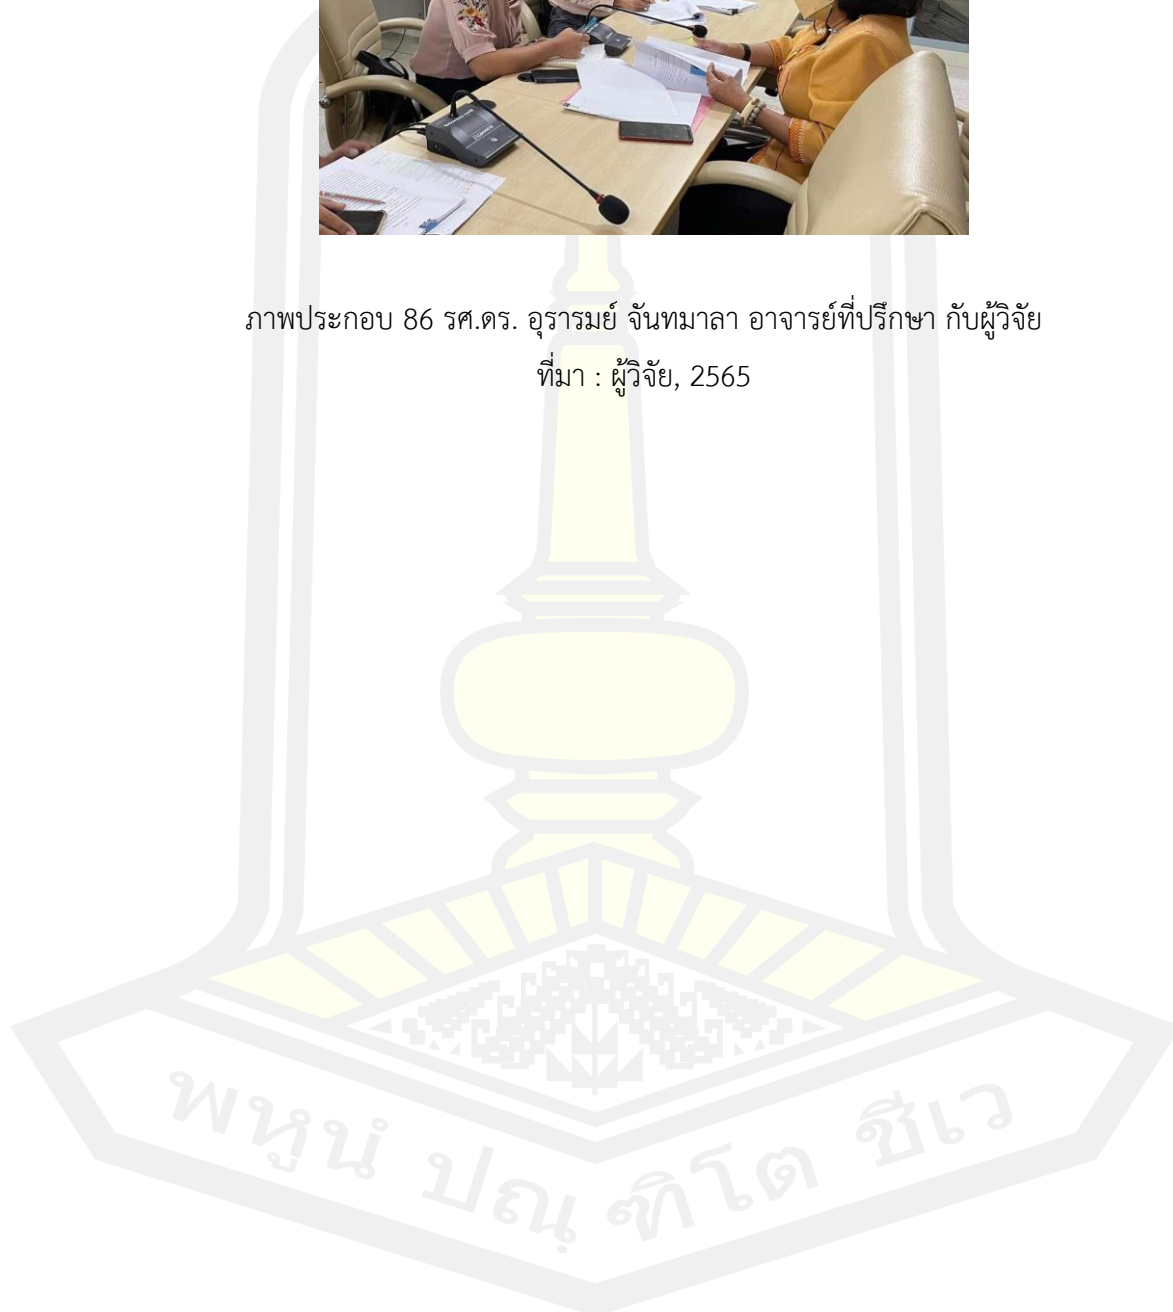 ภาพประกอบ 86 รศ.ดร. อุรารมย์ จันทมาลา อาจารย์ที่ปรึกษา กับผู้วิจัย
ที่มา : ผู้วิจัย, 2565
พหูนํ ปณฺฑิโต ชีเว